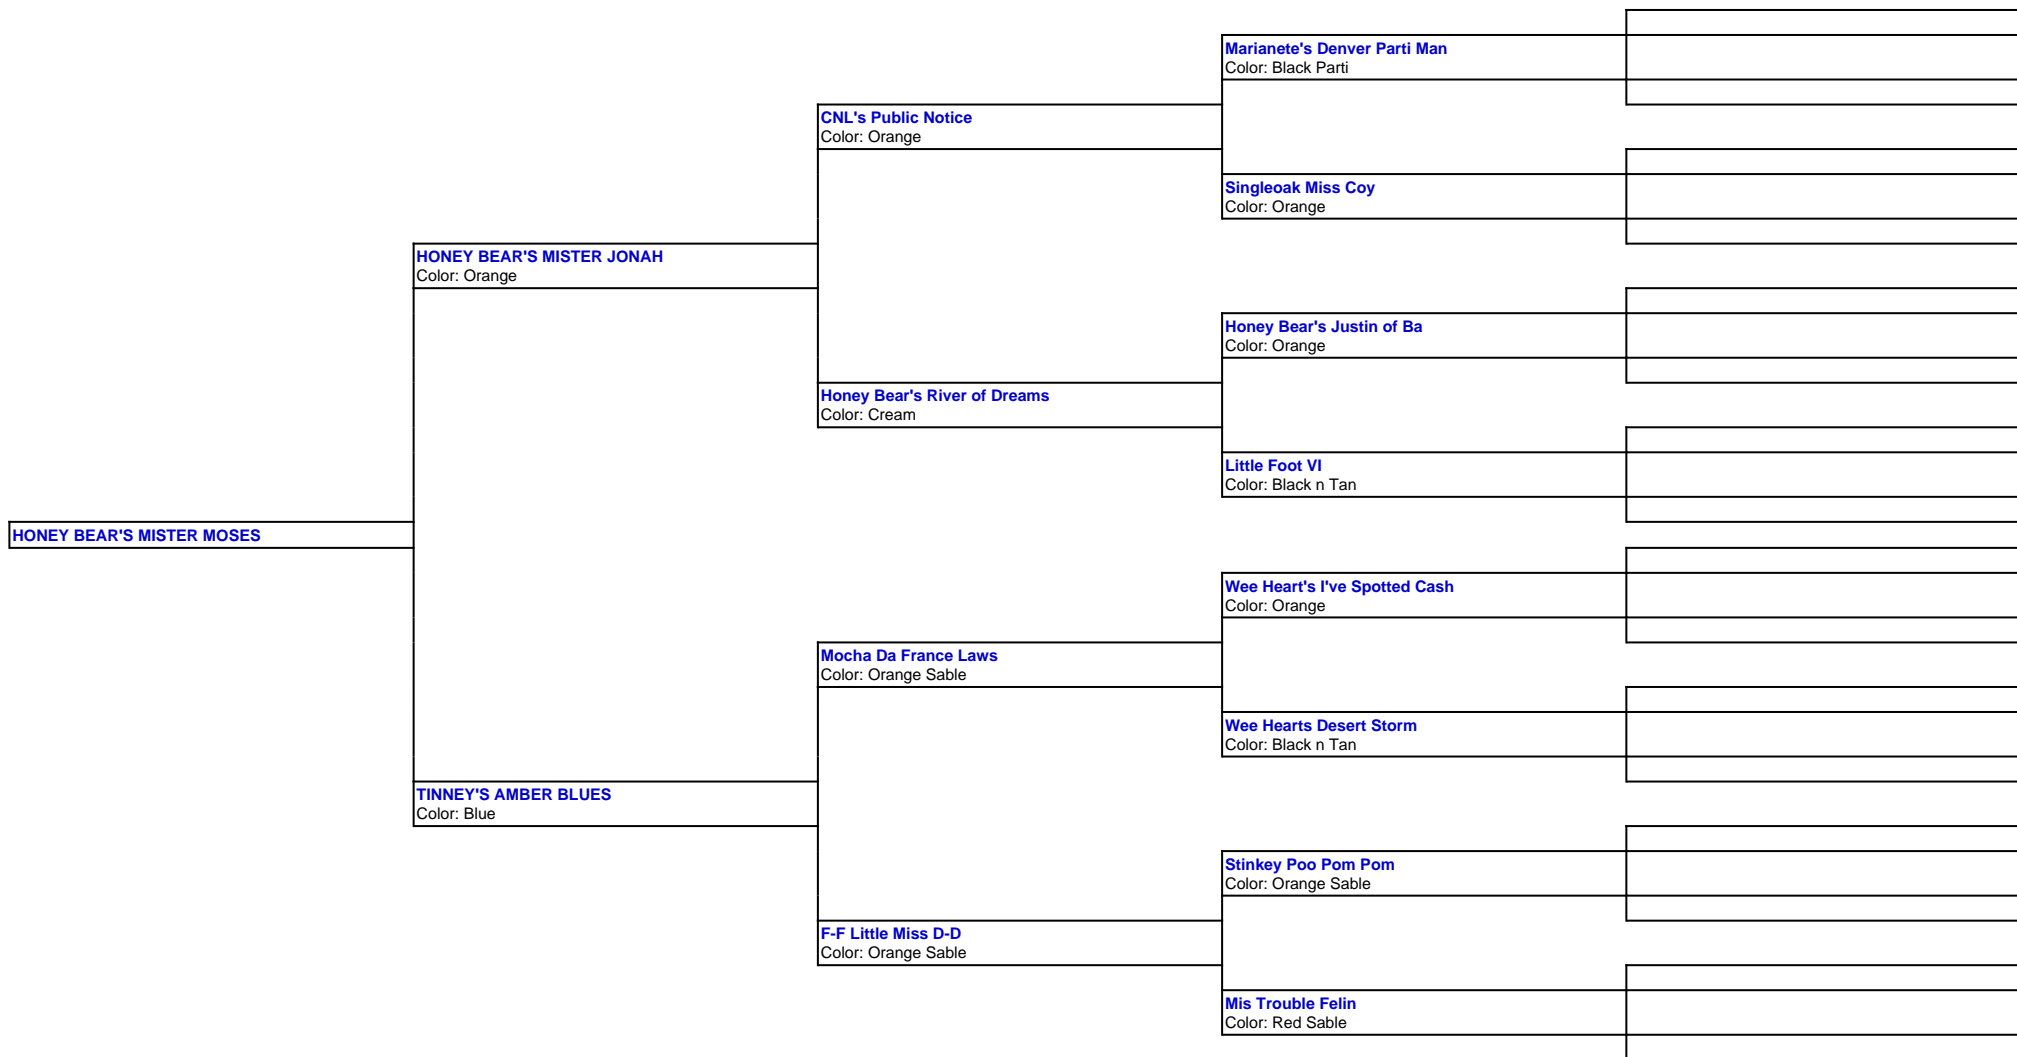 Marianete's Denver Parti Man
Color: Black Parti
CNL's Public Notice
Color: Orange
Singleoak Miss Coy
Color: Orange
HONEY BEAR'S MISTER JONAH
Color: Orange
Honey Bear's Justin of Ba
Color: Orange
Honey Bear's River of Dreams
Color: Cream
Little Foot VI
Color: Black n Tan
HONEY BEAR'S MISTER MOSES
Wee Heart's I've Spotted Cash
Color: Orange
Mocha Da France Laws
Color: Orange Sable
Wee Hearts Desert Storm
Color: Black n Tan
TINNEY'S AMBER BLUES
Color: Blue
Stinkey Poo Pom Pom
Color: Orange Sable
F-F Little Miss D-D
Color: Orange Sable
Mis Trouble Felin
Color: Red Sable